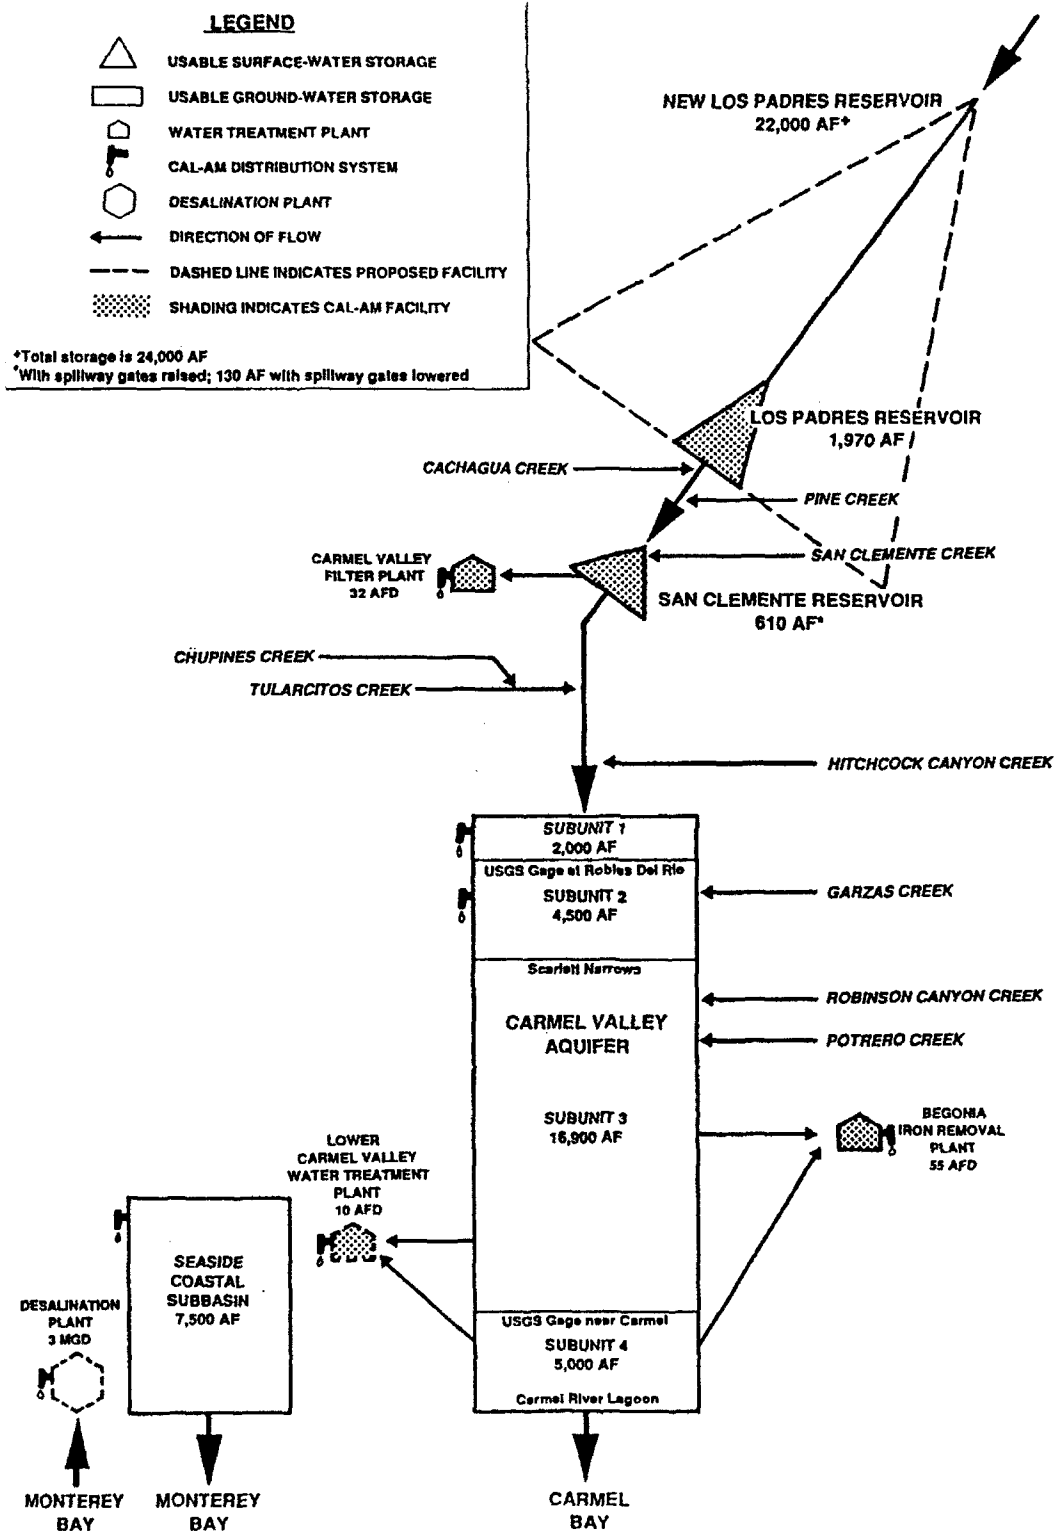 LEGEND
USABLE SURFACE-WATER STORAGE
USABLE GROUND-WATER STORAGE
WATER TREATMENT PLANT
CAL-AM DISTRIBUTION SYSTEM
DESALINATION PLANT
DIRECTION OF FLOW
DASHED LINE INDICATES PROPOSED FACILITY
SHADING INDICATES CAL-AM FACILITY
+Total storage is 24,000 AF
*With spillway gates raised; 130 AF with spillway gates lowered
NEW LOS PADRES RESERVOIR
22,000 AF+
LOS PADRES RESERVOIR
1,970 AF
CACHAGUA CREEK
PINE CREEK
SAN CLEMENTE CREEK
CARMEL VALLEY
FILTER PLANT
32 AFD
SAN CLEMENTE RESERVOIR
610 AF*
CHUPINES CREEK
TULARCITOS CREEK
HITCHCOCK CANYON CREEK
SUBUNIT 1
2,000 AF
USGS Gage at Robles Del Rio
SUBUNIT 2
4,500 AF
GARZAS CREEK
Scarlett Narrows
ROBINSON CANYON CREEK
CARMEL VALLEY
AQUIFER
POTRERO CREEK
SUBUNIT 3
16,900 AF
BEGONIA
IRON REMOVAL
PLANT
55 AFD
LOWER
CARMEL VALLEY
WATER TREATMENT
PLANT
10 AFD
SEASIDE
COASTAL
SUBBASIN
7,500 AF
DESALINATION
PLANT
3 MGD
USGS Gage near Carmel
SUBUNIT 4
5,000 AF
Carmel River Lagoon
MONTEREY
BAY
MONTEREY
BAY
CARMEL
BAY